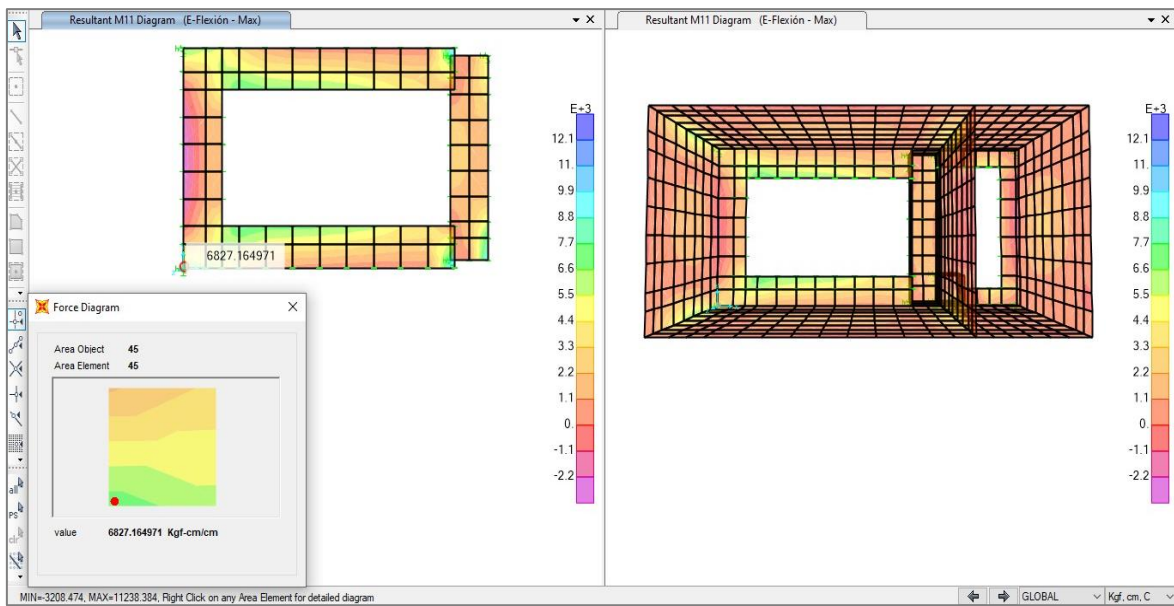 Resultant M11 Diagram (E-Flexión - Max)
Resultant M11 Diagram (E-Flexión - Max)
E+3
12.1
11.
9.9
8.8
7.7
6.6
5.5
4.4
3.3
2.2
1.1
0.
-1.1
-2.2
E+3
12.1
11.
9.9
8.8
7.7
6.6
5.5
4.4
3.3
2.2
1.1
0.
-1.1
-2.2
6827.164971
Force Diagram
Area Object 45
Area Element 45
value 6827.164971 Kgf-cm/cm
all
PS
clr
MIN=-3208.474, MAX=11238.384, Right Click on any Area Element for detailed diagram
GLOBAL
Kgf, cm, C